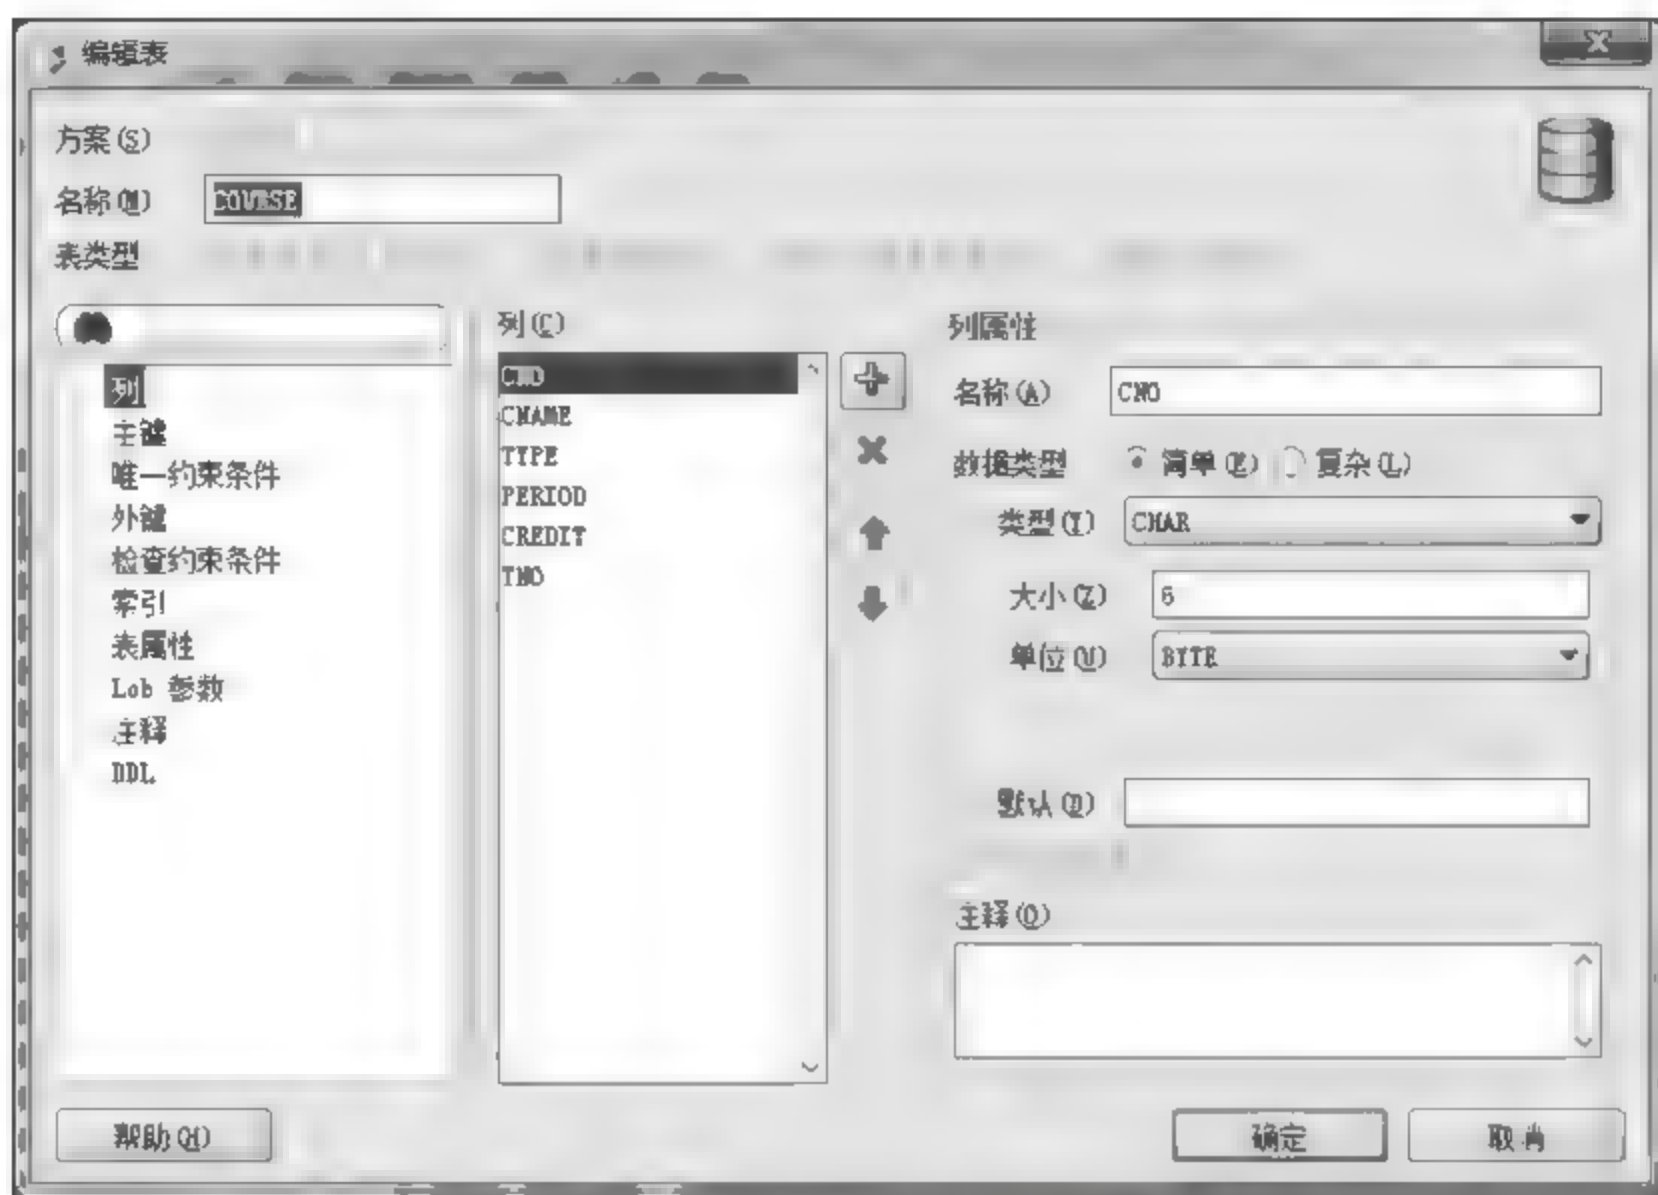 编辑表
方案(S)
名称(N) COURSE
表类型
列
主键
唯一约束条件
外键
检查约束条件
索引
表属性
Lob 参数
注释
DDL
列(C)
CNO
CNAME
TYPE
PERIOD
CREDIT
TNO
列属性
名称(A) CNO
数据类型 简单(E) 复杂(L)
类型(T) CHAR
大小(Z) 6
单位(U) BYTE
默认(D)
注释(O)
帮助(H) 确定 取消